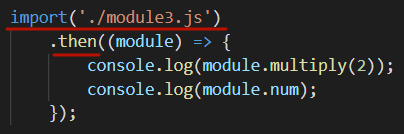 import('./module3.js')
.then((module) => {
console.log(module.multiply(2));
console.log(module.num);
});